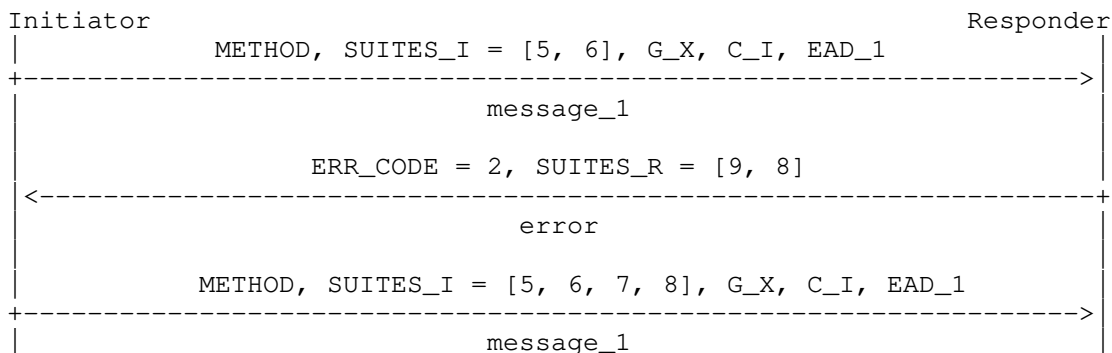 Initiator Responder
METHOD, SUITES_I = [5, 6], G_X, C_I, EAD_1
message_1
ERR_CODE = 2, SUITES_R = [9, 8]
error
METHOD, SUITES_I = [5, 6, 7, 8], G_X, C_I, EAD_1
message_1